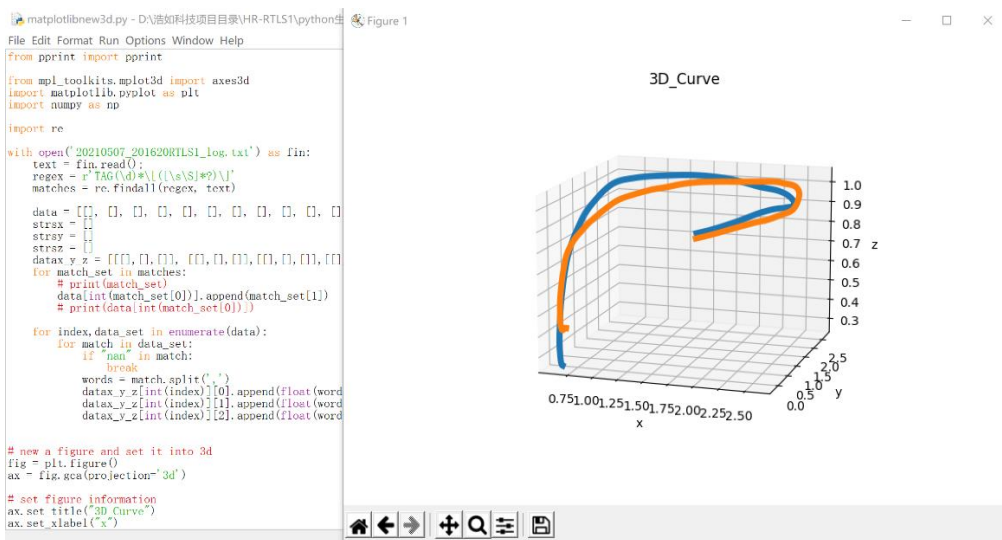 matplotlibnew3d.py - D:\浩如科技项目目录\HR-RTLS1\python生
File Edit Format Run Options Window Help
from pprint import pprint
from mpl_toolkits.mplot3d import axes3d
import matplotlib.pyplot as plt
import numpy as np
import re
with open('20210507_201620RTLS1_log.txt') as fin:
text = fin.read();
regex = r'TAG(\d)*\[([\s\S]*?)\]'
matches = re.findall(regex, text)
data = [[], [], [], [], [], [], [], [], [], [], []
strsx = []
strsy = []
strsz = []
datax_y_z = [[[],[],[]], [[],[],[]],[[],[],[]],[[]
for match_set in matches:
# print(match_set)
data[int(match_set[0])].append(match_set[1])
# print(data[int(match_set[0])])
for index,data_set in enumerate(data):
for match in data_set:
if "nan" in match:
break
words = match.split(',')
datax_y_z[int(index)][0].append(float(word
datax_y_z[int(index)][1].append(float(word
datax_y_z[int(index)][2].append(float(word
# new a figure and set it into 3d
fig = plt.figure()
ax = fig.gca(projection='3d')
# set figure information
ax.set_title("3D_Curve")
ax.set_xlabel("x")
Figure 1
3D_Curve
1.0
0.9
0.8
0.7
0.6
0.5
0.4
0.3
z
2.5
2.0
1.5
1.0
0.5
0.0
y
0.75 1.00 1.25 1.50 1.75 2.00 2.25 2.50
x